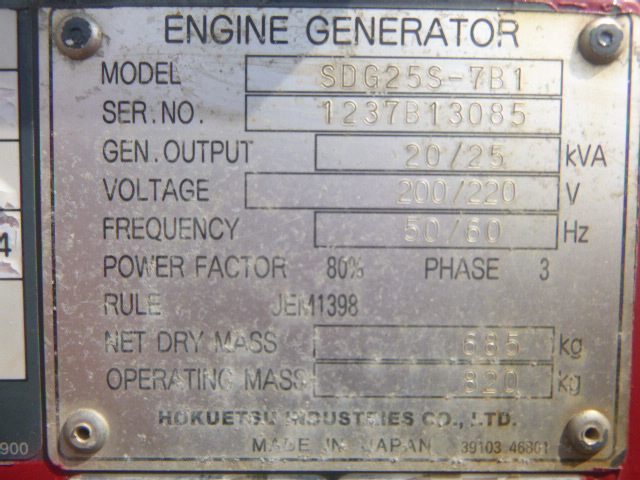 ENGINE GENERATOR
MODEL SDG25S-7B1
SER.NO. 1237B13085
GEN.OUTPUT 20/25 kVA
VOLTAGE 200/220 V
FREQUENCY 50/60 Hz
POWER FACTOR 80% PHASE 3
RULE JEM1398
NET DRY MASS 685 kg
OPERATING MASS 820 kg
HOKUETSU INDUSTRIES CO., LTD.
MADE IN JAPAN 39103
4
900